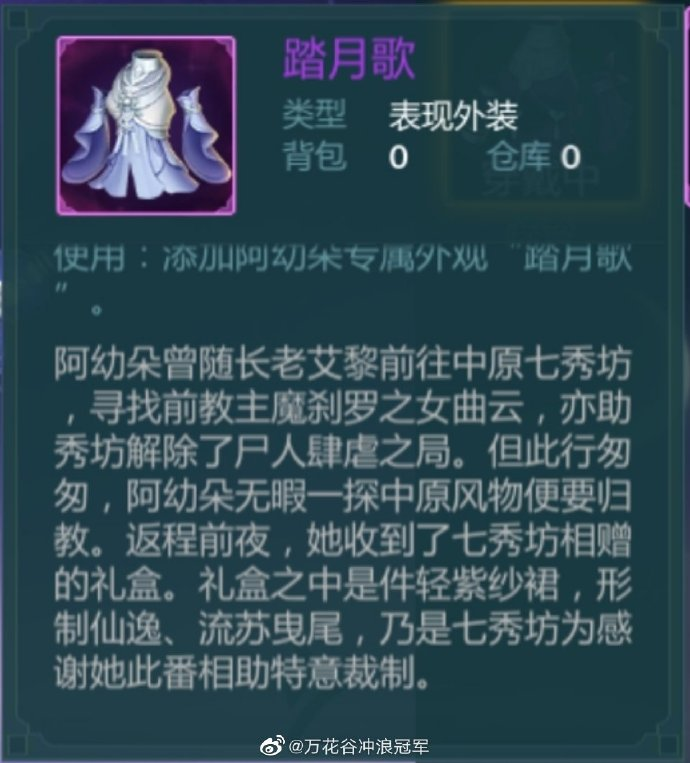 踏月歌
类型 表现外装
背包 0 仓库 0
穿戴中
使用：添加阿幼朵专属外观“踏月歌
”。
阿幼朵曾随长老艾黎前往中原七秀坊
，寻找前教主魔刹罗之女曲云，亦助
秀坊解除了尸人肆虐之局。但此行匆
匆，阿幼朵无暇一探中原风物便要归
教。返程前夜，她收到了七秀坊相赠
的礼盒。礼盒之中是件轻紫纱裙，形
制仙逸、流苏曳尾，乃是七秀坊为感
谢她此番相助特意裁制。
@万花谷冲浪冠军